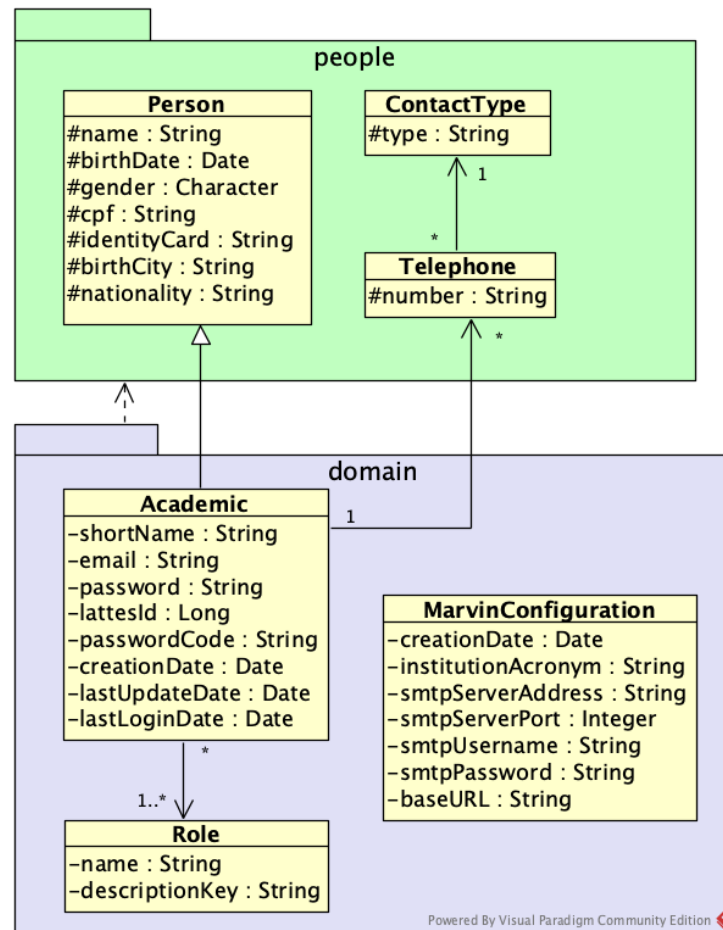 people
Person
#name : String
#birthDate : Date
#gender : Character
#cpf : String
#identityCard : String
#birthCity : String
#nationality : String
ContactType
#type : String
1
*
Telephone
#number : String
*
domain
Academic
-shortName : String
-email : String
-password : String
-lattesId : Long
-passwordCode : String
-creationDate : Date
-lastUpdateDate : Date
-lastLoginDate : Date
1
MarvinConfiguration
-creationDate : Date
-institutionAcronym : String
-smtpServerAddress : String
-smtpServerPort : Integer
-smtpUsername : String
-smtpPassword : String
-baseURL : String
*
1..*
Role
-name : String
-descriptionKey : String
Powered By Visual Paradigm Community Edition